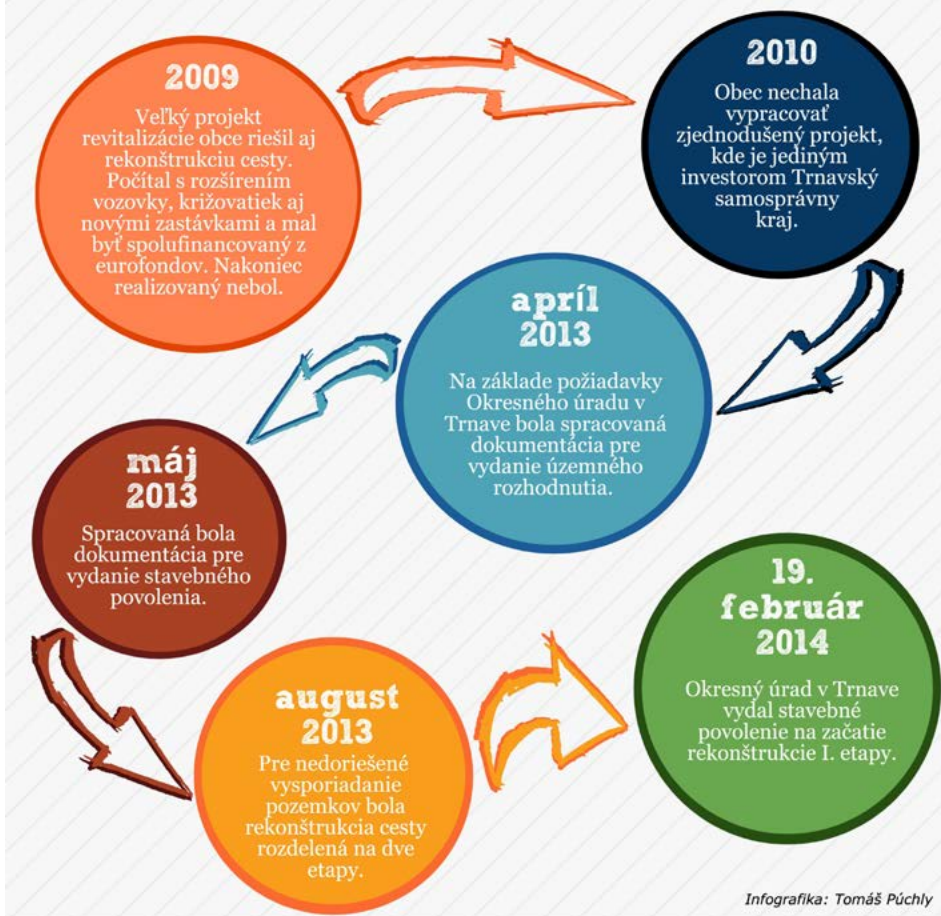 2009
Veľký projekt
revitalizácie obce riešil aj
rekonštrukciu cesty.
Počítal s rozšírením
vozovky, križovatiek aj
novými zastávkami a mal
byť spolufinancovaný z
eurofondov. Nakoniec
realizovaný nebol.
2010
Obec nechala
vypracovať
zjednodušený projekt,
kde je jediným
investorom Trnavský
samosprávny
kraj.
apríl
2013
Na základe požiadavky
Okresného úradu v
Trnave bola spracovaná
dokumentácia pre
vydanie územného
rozhodnutia.
máj
2013
Spracovaná bola
dokumentácia pre
vydanie stavebného
povolenia.
august
2013
Pre nedoriešené
vysporiadanie
pozemkov bola
rekonštrukcia cesty
rozdelená na dve
etapy.
19.
február
2014
Okresný úrad v Trnave
vydal stavebné
povolenie na začatie
rekonštrukcie I. etapy.
Infografika: Tomáš Púchly